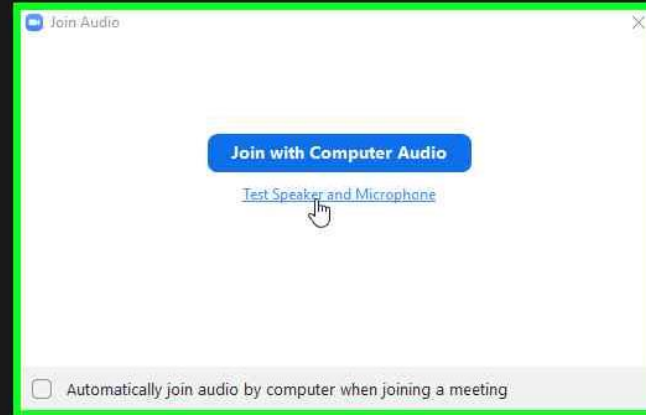 Join Audio
Join with Computer Audio
Test Speaker and Microphone
Automatically join audio by computer when joining a meeting